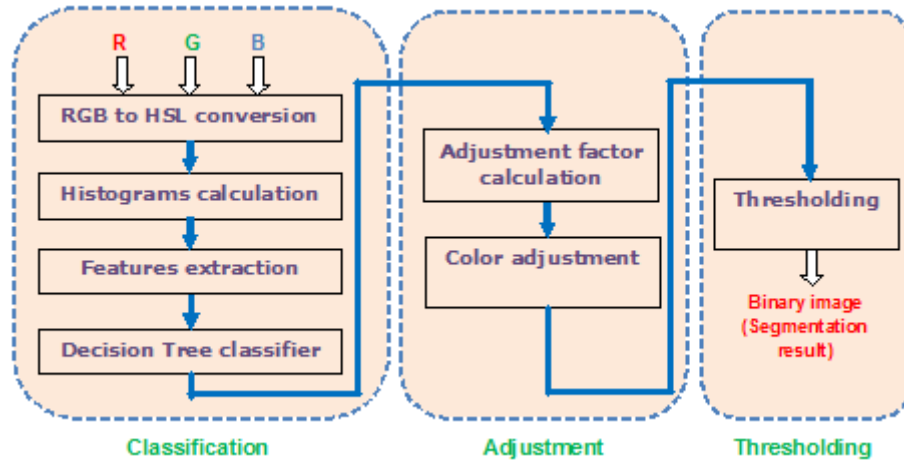 R G B
RGB to HSL conversion
Histograms calculation
Features extraction
Decision Tree classifier
Classification
Adjustment factor
calculation
Color adjustment
Adjustment
Thresholding
Binary image
(Segmentation
result)
Thresholding